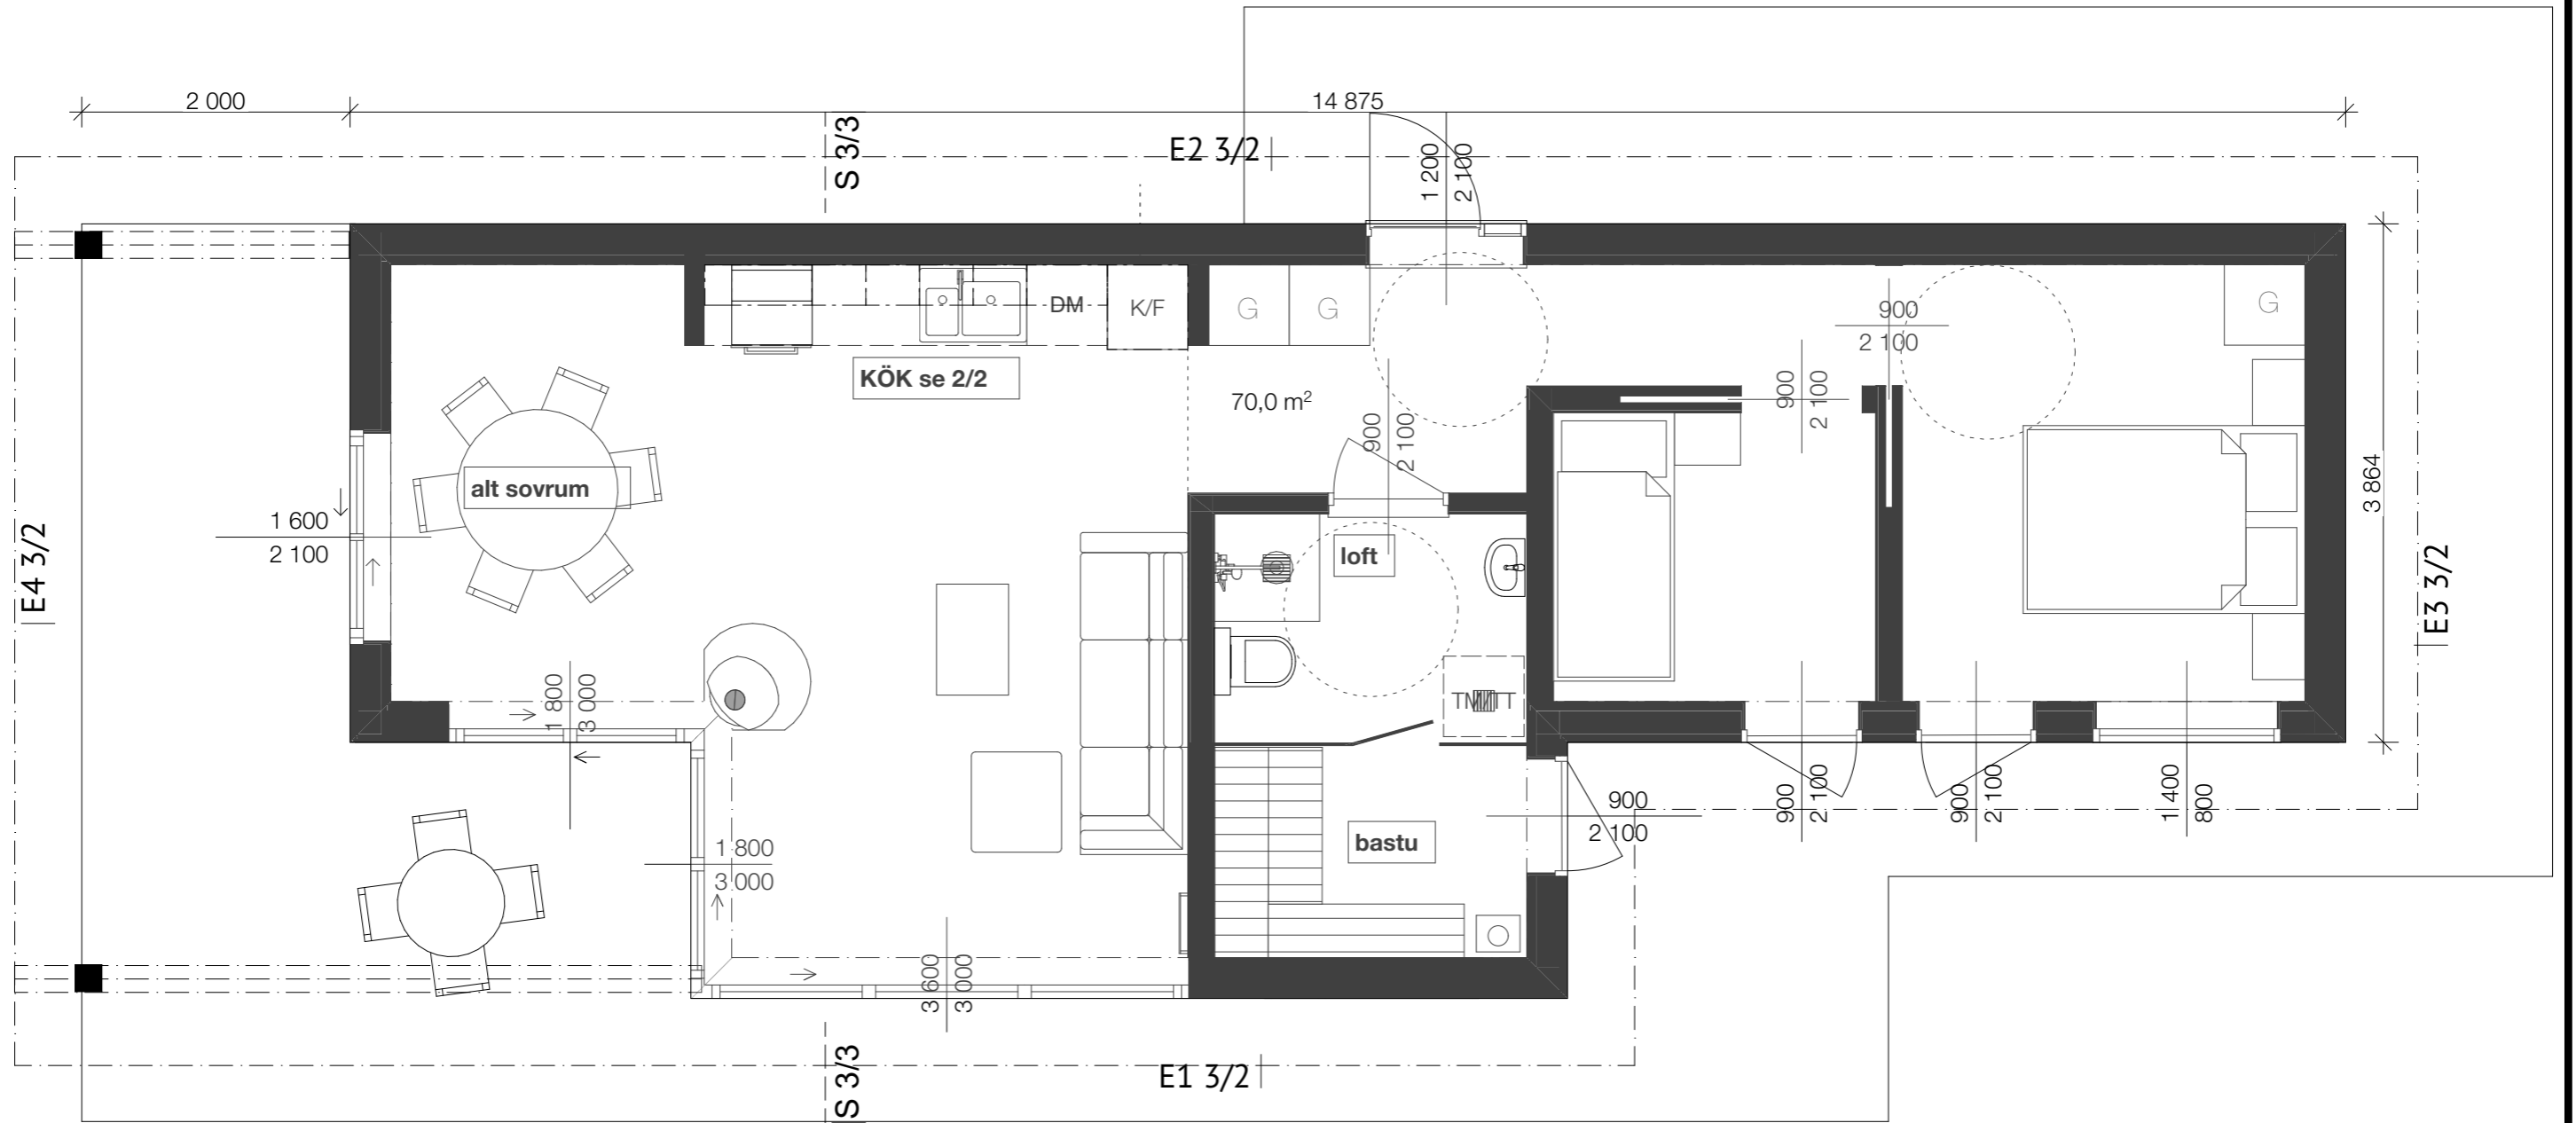 2 000
14 875
S 3/3
E2 3/2
1 200
2 100
DM
K/F
G
G
G
900
2 100
KÖK se 2/2
900
2 100
70,0 m²
900
2 100
alt sovrum
3 864
1 600
2 100
E4 3/2
loft
E3 3/2
1 800
3 000
TM/TT
1 800
3 000
bastu
900
2 100
900
2 100
900
2 100
1 400
800
3 600
3 000
S 3/3
E1 3/2